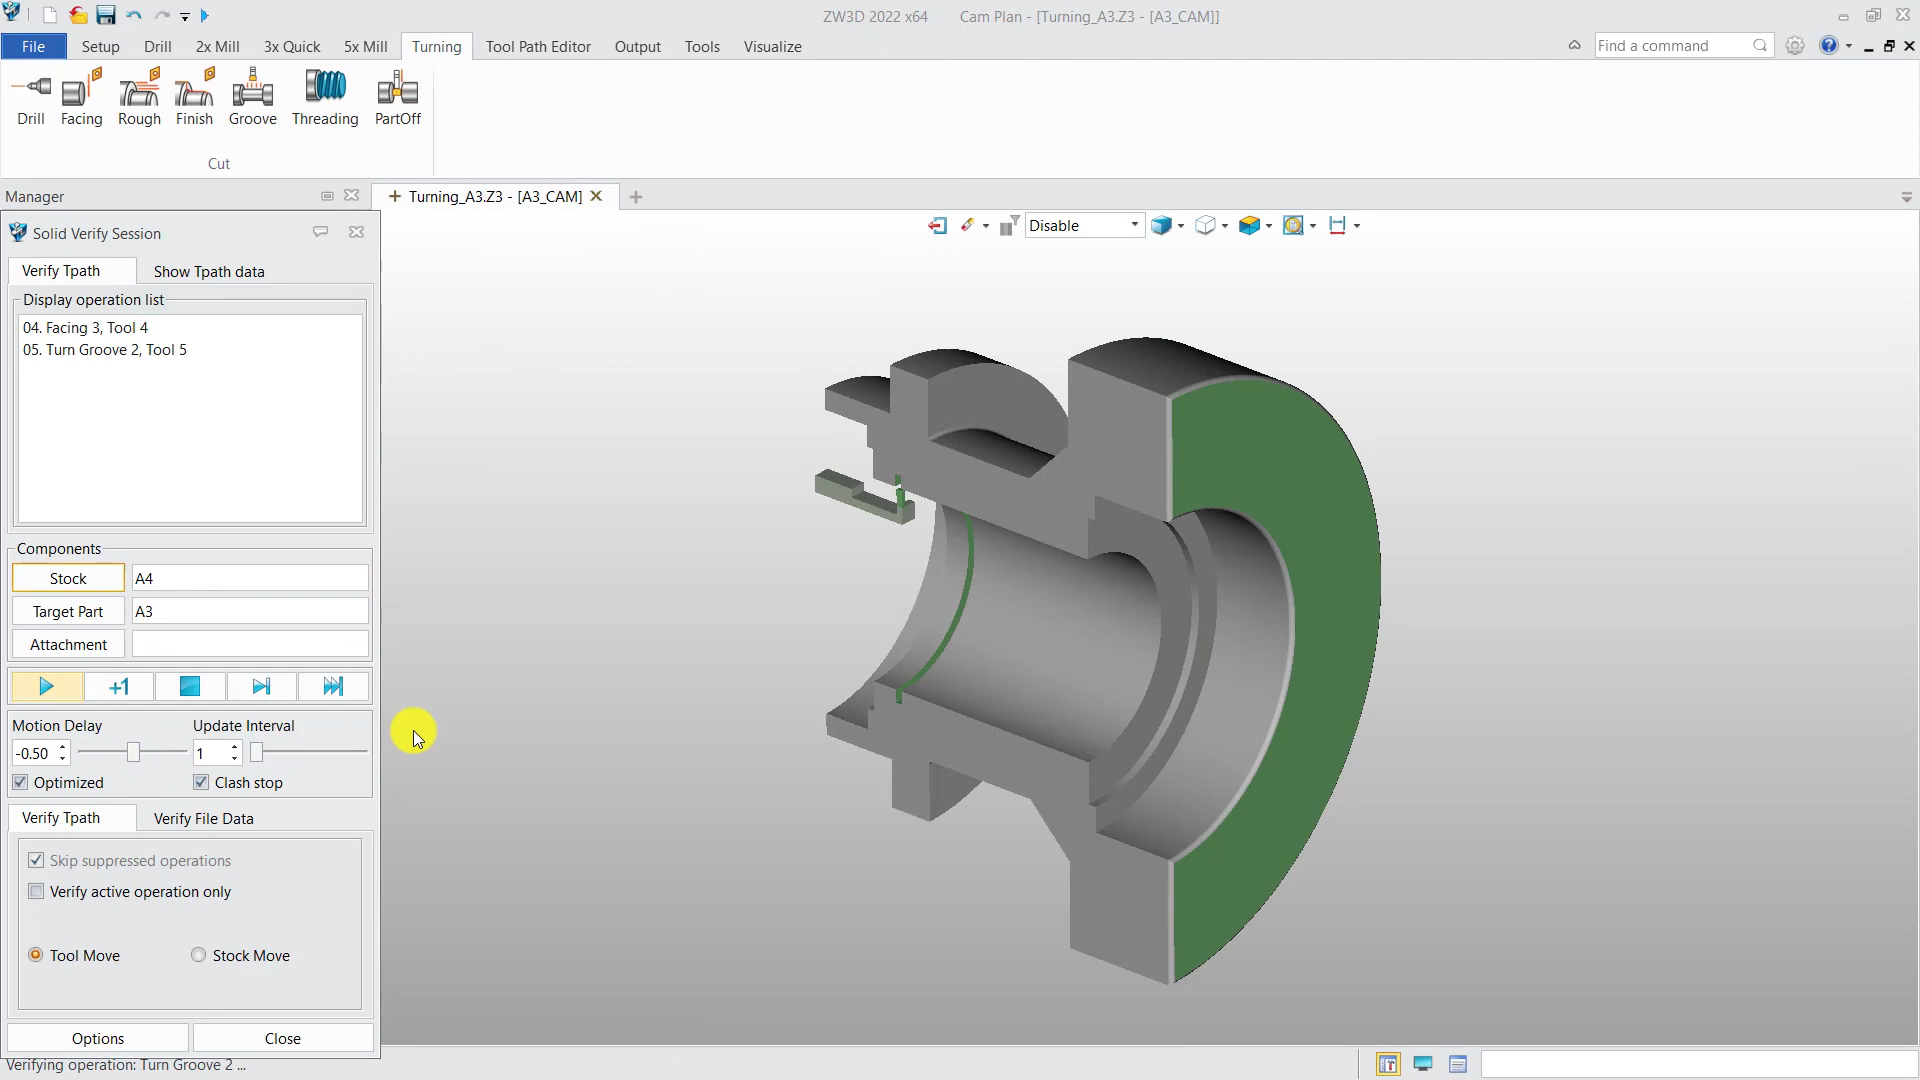 ZW3D 2022 x64 Cam Plan - [Turning_A3.Z3 - [A3_CAM]]
File Setup Drill 2x Mill 3x Quick 5x Mill Turning Tool Path Editor Output Tools Visualize Find a command
Drill Facing Rough Finish Groove Threading PartOff
Cut
Manager Turning_A3.Z3 - [A3_CAM]
Disable
Solid Verify Session
Verify Tpath Show Tpath data
Display operation list
04. Facing 3, Tool 4
05. Turn Groove 2, Tool 5
Components
Stock A4
Target Part A3
Attachment
+1
Motion Delay Update Interval
-0.50 1
Optimized Clash stop
Verify Tpath Verify File Data
Skip suppressed operations
Verify active operation only
Tool Move Stock Move
Options Close
Verifying operation: Turn Groove 2 ...